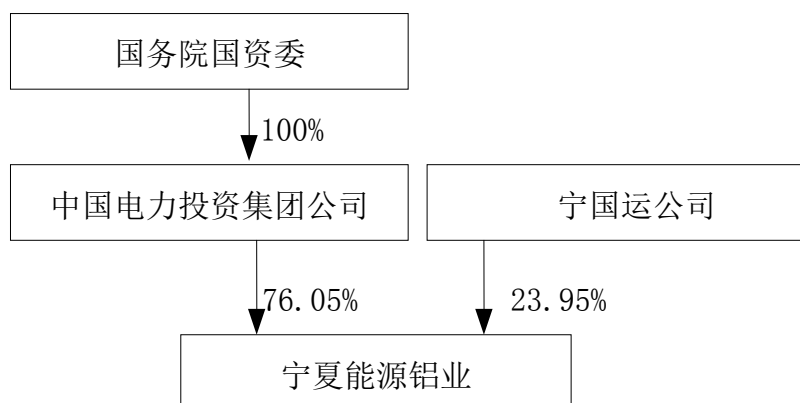 国务院国资委
100%
中国电力投资集团公司
宁国运公司
76.05%
23.95%
宁夏能源铝业